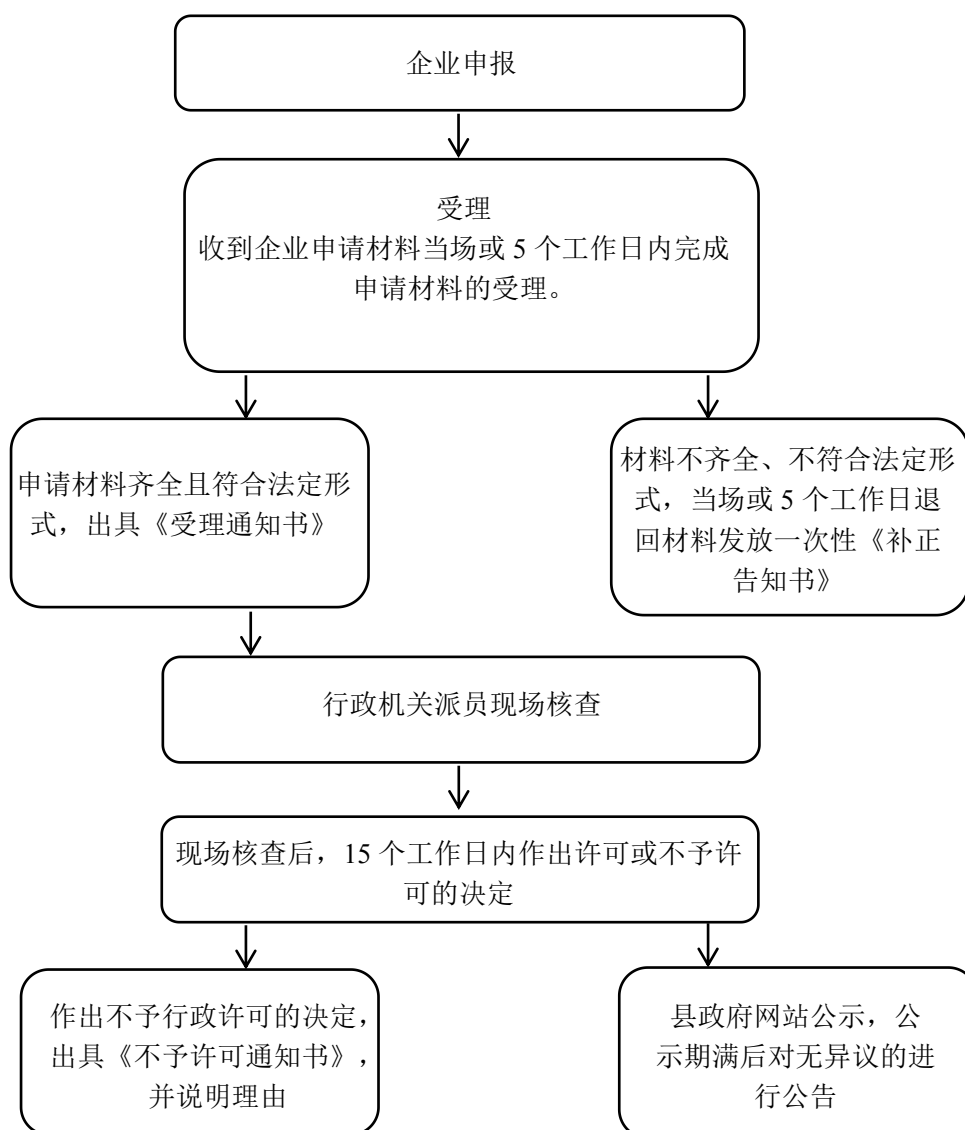 企业申报
受理
收到企业申请材料当场或 5 个工作日内完成
申请材料的受理。
申请材料齐全且符合法定形
式，出具《受理通知书》
材料不齐全、不符合法定形
式，当场或 5 个工作日退
回材料发放一次性《补正
告知书》
行政机关派员现场核查
现场核查后，15 个工作日内作出许可或不予许
可的决定
作出不予行政许可的决定，
出具《不予许可通知书》，
并说明理由
县政府网站公示，公
示期满后对无异议的进
行公告